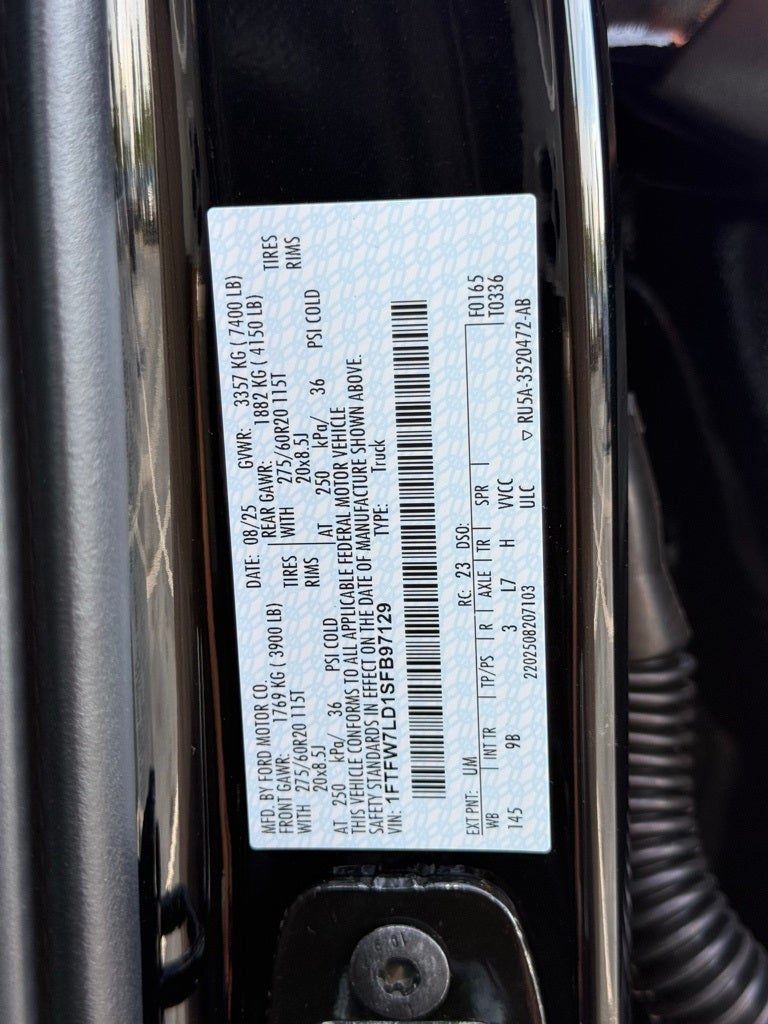 MFD. BY FORD MOTOR CO.
DATE: 08/25 GVWR: 3357 KG ( 7400 LB)
FRONT GAWR: 1769 KG ( 3900 LB)
REAR GAWR: 1882 KG ( 4150 LB)
WITH 275/60R20 115T TIRES
WITH 275/60R20 115T TIRES
20x8.5J RIMS
20x8.5J RIMS
AT 250 kPa/ 36 PSI COLD
AT 250 kPa/ 36 PSI COLD
THIS VEHICLE CONFORMS TO ALL APPLICABLE FEDERAL MOTOR VEHICLE
SAFETY STANDARDS IN EFFECT ON THE DATE OF MANUFACTURE SHOWN ABOVE.
VIN: 1FTFW7LD1SFB97129 TYPE: Truck
EXT PNT: UM RC: 23 DSO: F0165
WB INT TR TP/PS R AXLE TR SPR T0336
145 9B 3 L7 H VVCC
ULC
2202508207103 ▽ RU5A-3520472-AB
10.9